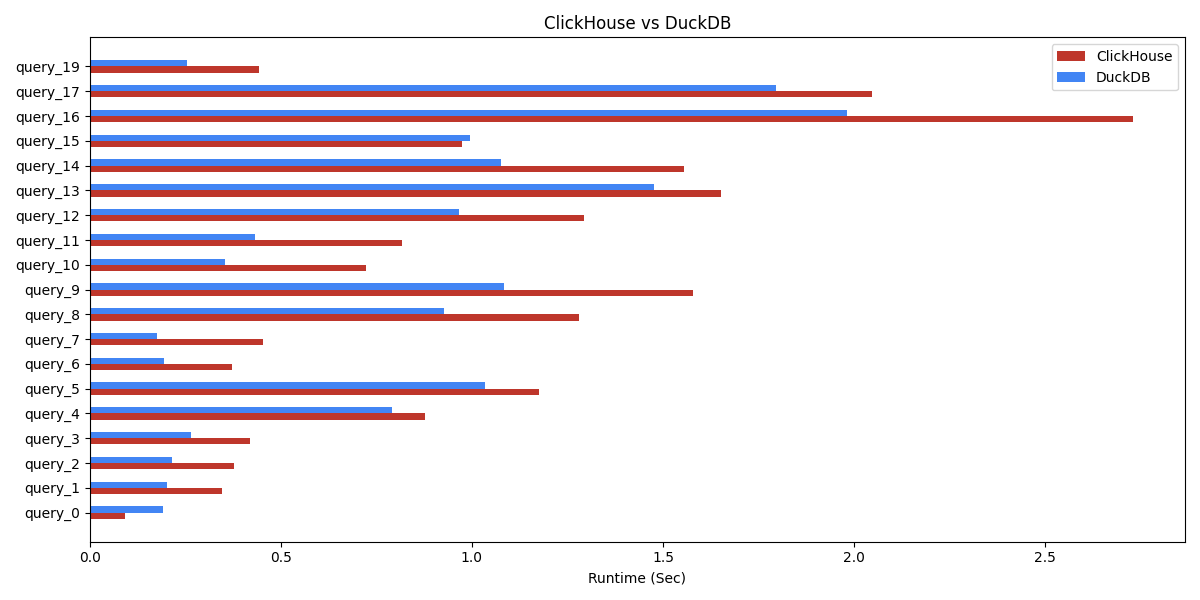 ClickHouse vs DuckDB
ClickHouse
DuckDB
query_19
query_17
query_16
query_15
query_14
query_13
query_12
query_11
query_10
query_9
query_8
query_7
query_6
query_5
query_4
query_3
query_2
query_1
query_0
0.0 0.5 1.0 1.5 2.0 2.5
Runtime (Sec)